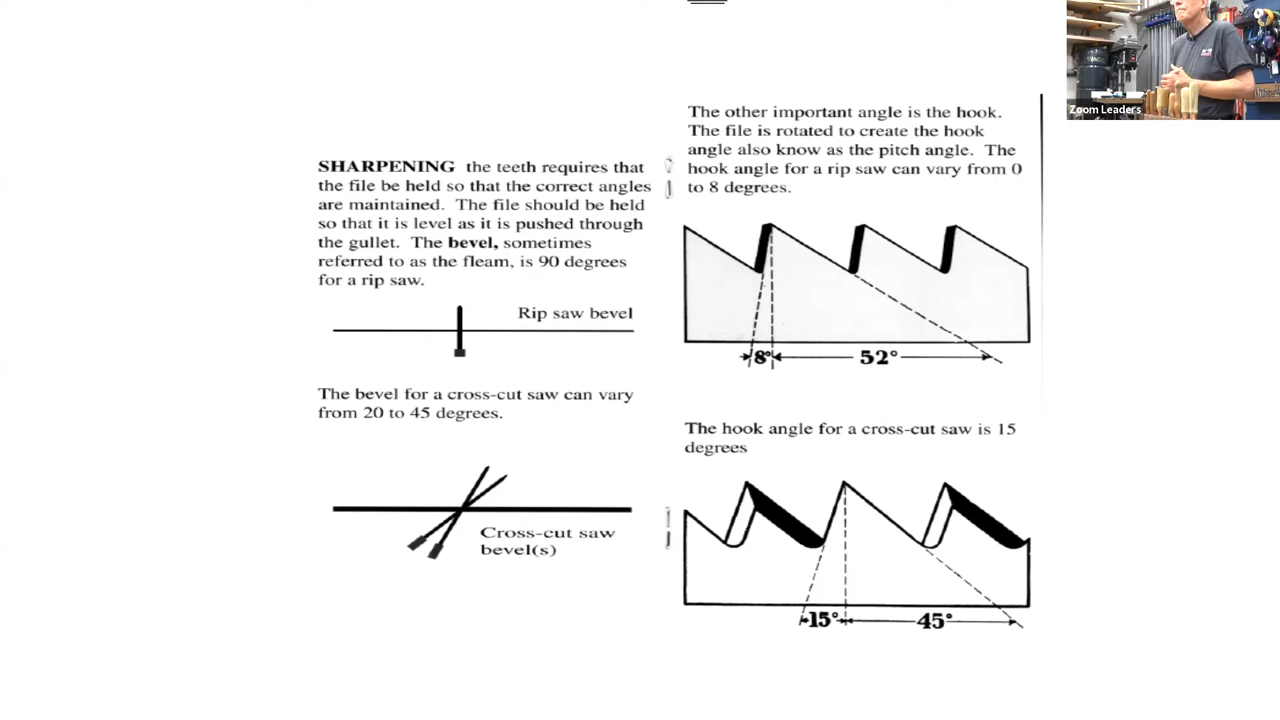 SHARPENING the teeth requires that
the file be held so that the correct angles
are maintained. The file should be held
so that it is level as it is pushed through
the gullet. The bevel, sometimes
referred to as the fleam, is 90 degrees
for a rip saw.
Rip saw bevel
The bevel for a cross-cut saw can vary
from 20 to 45 degrees.
Cross-cut saw
bevel(s)
The other important angle is the hook.
The file is rotated to create the hook
angle also know as the pitch angle. The
hook angle for a rip saw can vary from 0
to 8 degrees.
8° 52°
The hook angle for a cross-cut saw is 15
degrees
15° 45°
Zoom Leaders